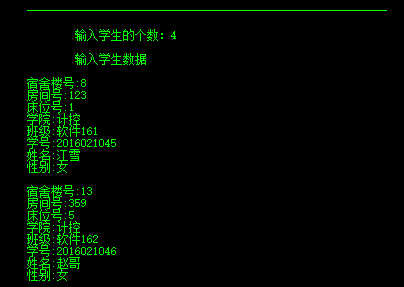 输入学生的个数: 4
输入学生数据
宿舍楼号:8
房间号:123
床位号:1
学院:计控
班级:软件161
学号:2016021045
姓名:江雪
性别:女
宿舍楼号:13
房间号:359
床位号:5
学院:计控
班级:软件162
学号:2016021046
姓名:赵哥
性别:女